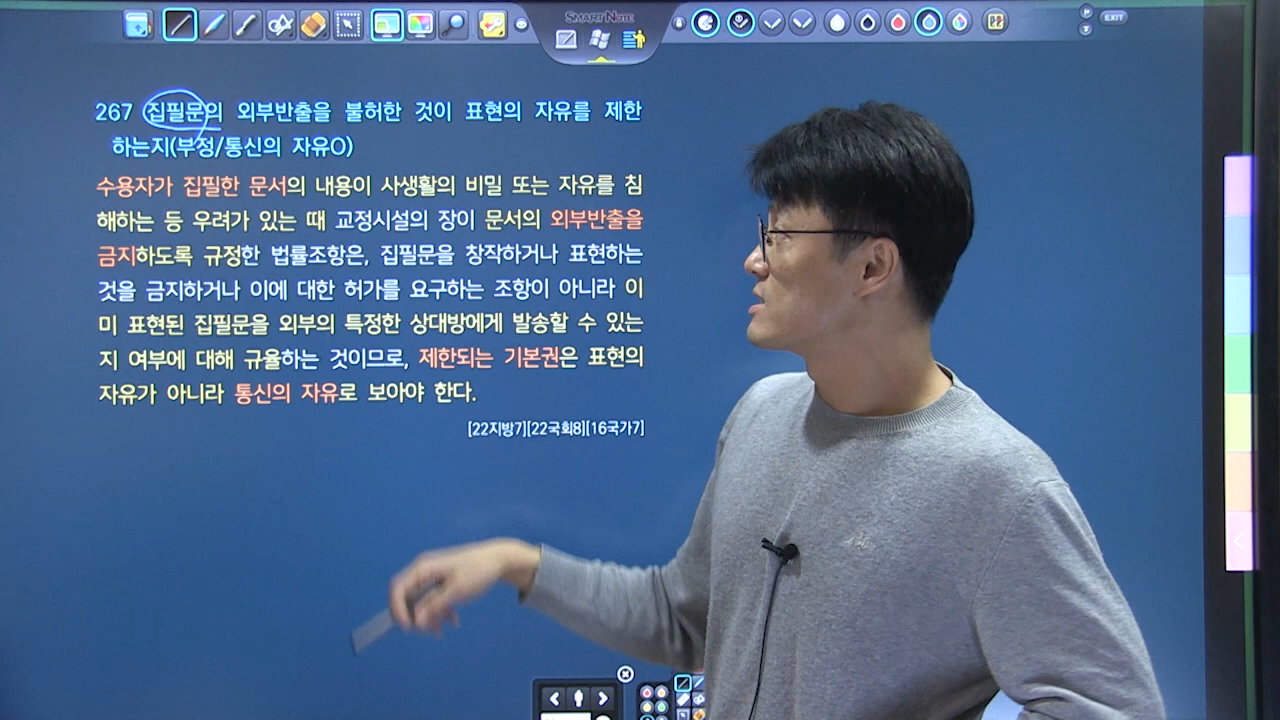 SMART NOTE
EXIT
267 집필문의 외부반출을 불허한 것이 표현의 자유를 제한
하는지(부정/통신의 자유O)
수용자가 집필한 문서의 내용이 사생활의 비밀 또는 자유를 침
해하는 등 우려가 있는 때 교정시설의 장이 문서의 외부반출을
금지하도록 규정한 법률조항은, 집필문을 창작하거나 표현하는
것을 금지하거나 이에 대한 허가를 요구하는 조항이 아니라 이
미 표현된 집필문을 외부의 특정한 상대방에게 발송할 수 있는
지 여부에 대해 규율하는 것이므로, 제한되는 기본권은 표현의
자유가 아니라 통신의 자유로 보아야 한다.
[22지방7][22국회8][16국가7]